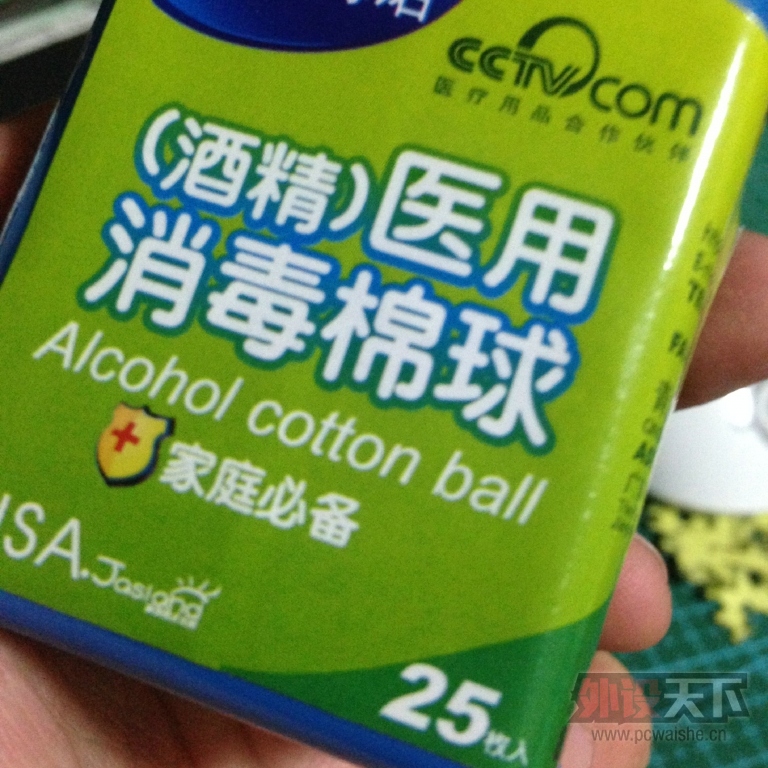 CCTV.com
医疗用品合作伙伴
(酒精)医用
消毒棉球
Alcohol cotton ball
家庭必备
USA.Jasiana
25枚入
外设天下
www.pcwaishe.cn